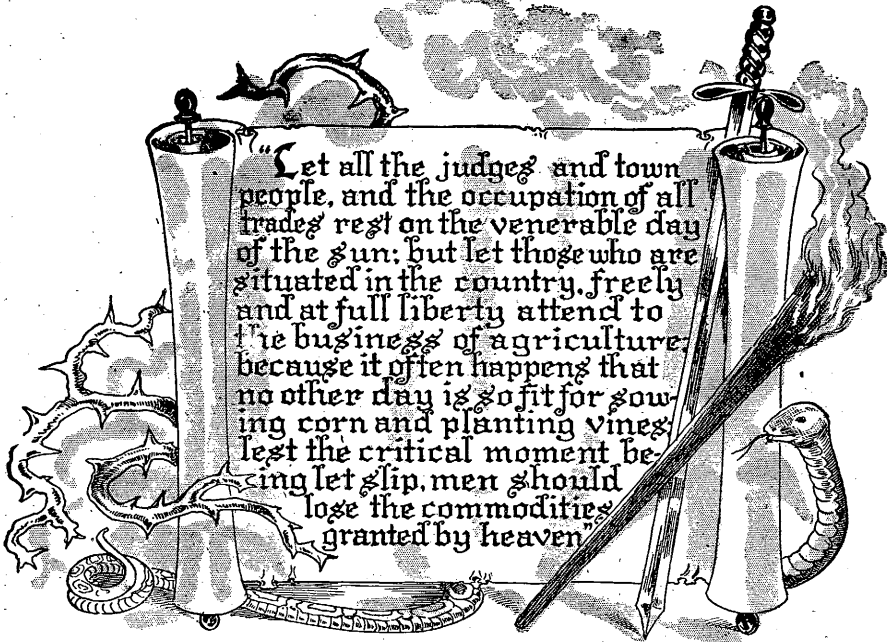 "Let all the judges and town
people, and the occupation of all
trades rest on the venerable day
of the sun; but let those who are
situated in the country, freely
and at full liberty attend to
the business of agriculture;
because it often happens that
no other day is so fit for sow-
ing corn and planting vines;
lest the critical moment be-
ing let slip, men should
lose the commodities
granted by heaven"